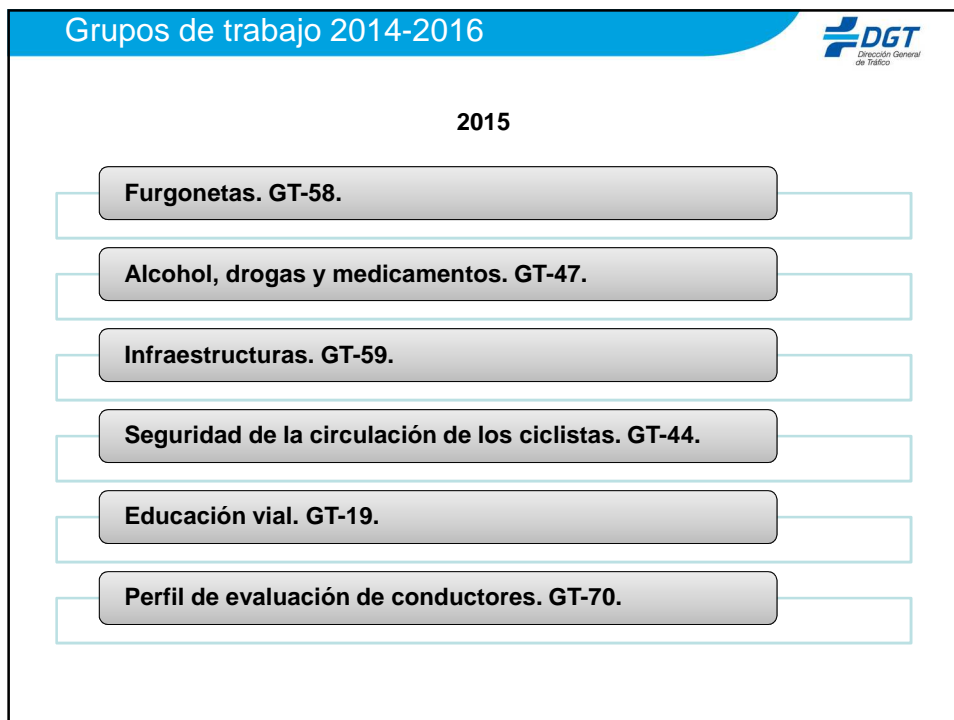 Grupos de trabajo 2014-2016
DGT
Dirección General
de Tráfico
2015
Furgonetas. GT-58.
Alcohol, drogas y medicamentos. GT-47.
Infraestructuras. GT-59.
Seguridad de la circulación de los ciclistas. GT-44.
Educación vial. GT-19.
Perfil de evaluación de conductores. GT-70.